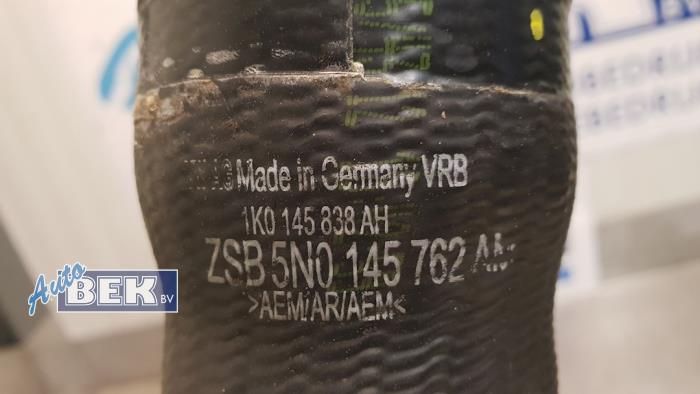 Made in Germany VRB
1K0 145 838 AH
ZSB 5N0 145 762
>AEM/AR/AEM<
Auto
BEK BV